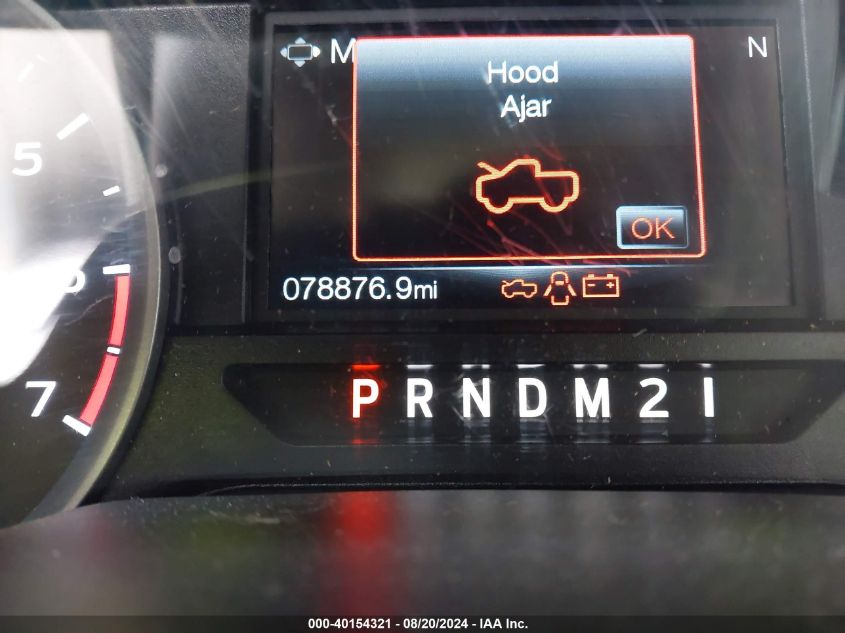 M
N
Hood
Ajar
OK
5
6
7
078876.9mi
P R N D M 2 1
000-40154321 - 08/20/2024 - IAA Inc.